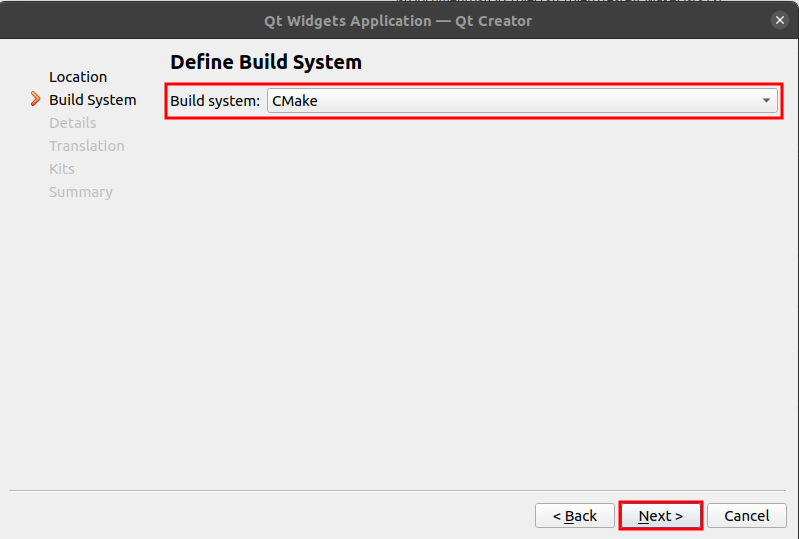 Qt Widgets Application — Qt Creator
Define Build System
Location
Build System
Build system: CMake
Details
Translation
Kits
Summary
< Back
Next >
Cancel